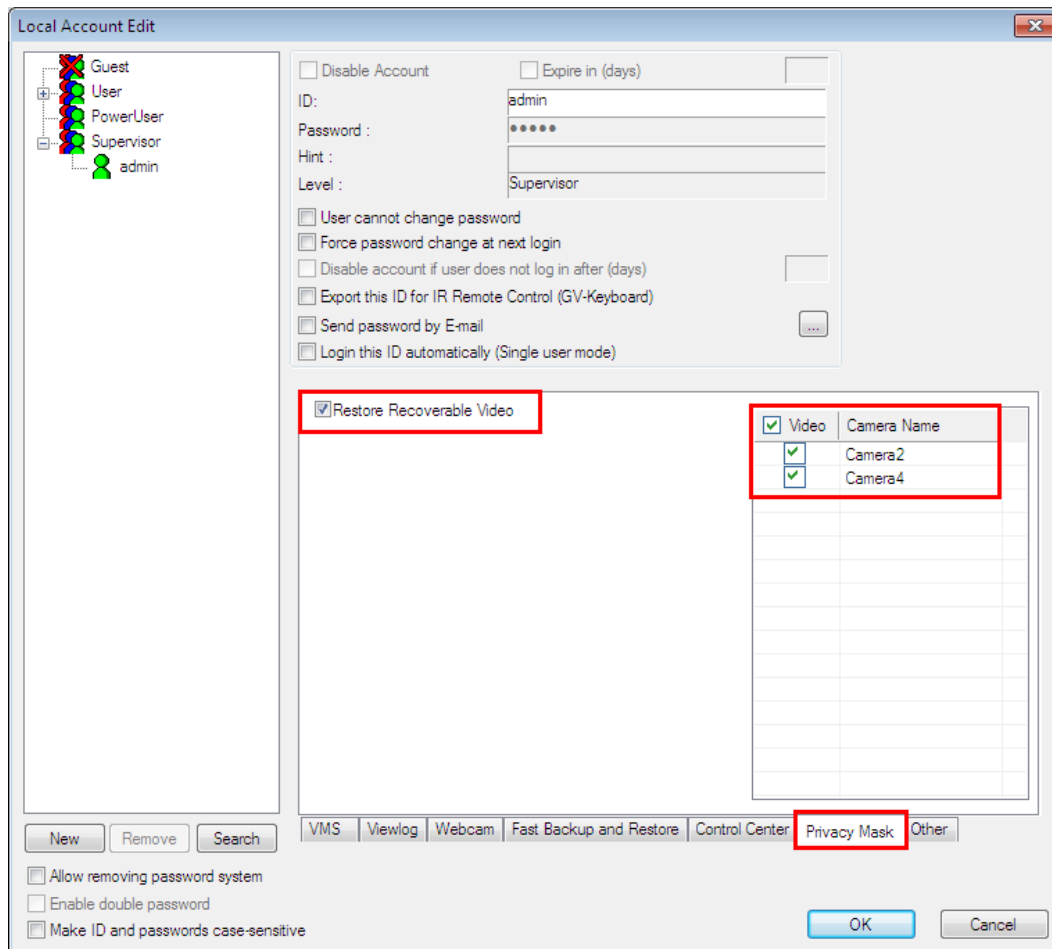 Local Account Edit
Guest
User
PowerUser
Supervisor
admin
Disable Account Expire in (days)
ID: admin
Password : •••••
Hint :
Level : Supervisor
User cannot change password
Force password change at next login
Disable account if user does not log in after (days)
Export this ID for IR Remote Control (GV-Keyboard)
Send password by E-mail ...
Login this ID automatically (Single user mode)
Restore Recoverable Video
Video Camera Name
Camera2
Camera4
VMS Viewlog Webcam Fast Backup and Restore Control Center Privacy Mask Other
New Remove Search
Allow removing password system
Enable double password
Make ID and passwords case-sensitive
OK Cancel